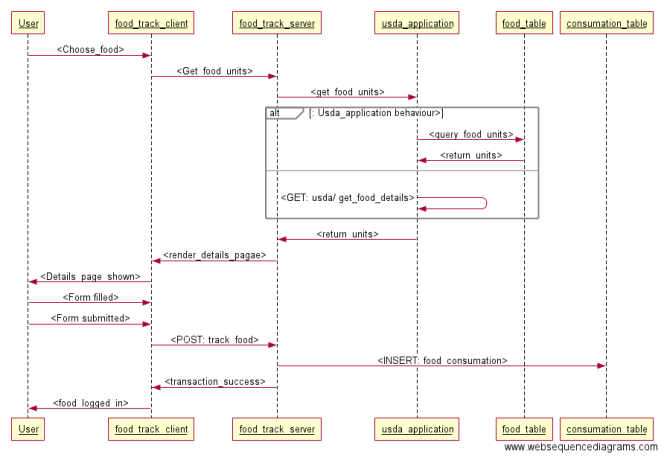 User food_track_client food_track_server usda_application food_table consumation_table
<Choose_food>
<Get_food_units>
<get_food_units>
alt [: Usda_application behaviour>]
<query_food_units>
<return_units>
<GET: usda/ get_food_details>
<return_units>
<render_details_pagae>
<Details_page_shown>
<Form filled>
<Form submitted>
<POST: track_food>
<INSERT: food_consumation>
<transaction_success>
<food_logged_in>
User food_track_client food_track_server usda_application food_table consumation_table
www.websequencediagrams.com